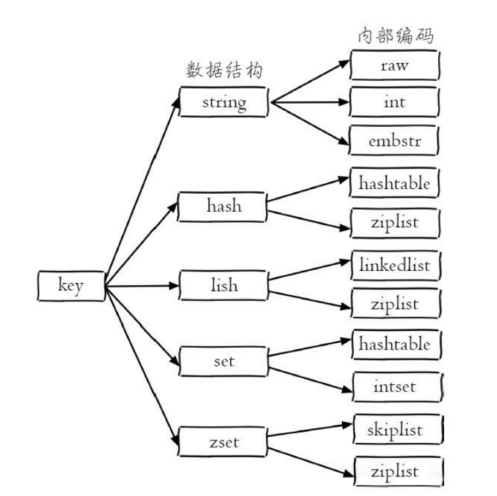 内部编码
数据结构
raw
string
int
embstr
hashtable
hash
ziplist
linkedlist
key
lish
ziplist
hashtable
set
intset
skiplist
zset
ziplist